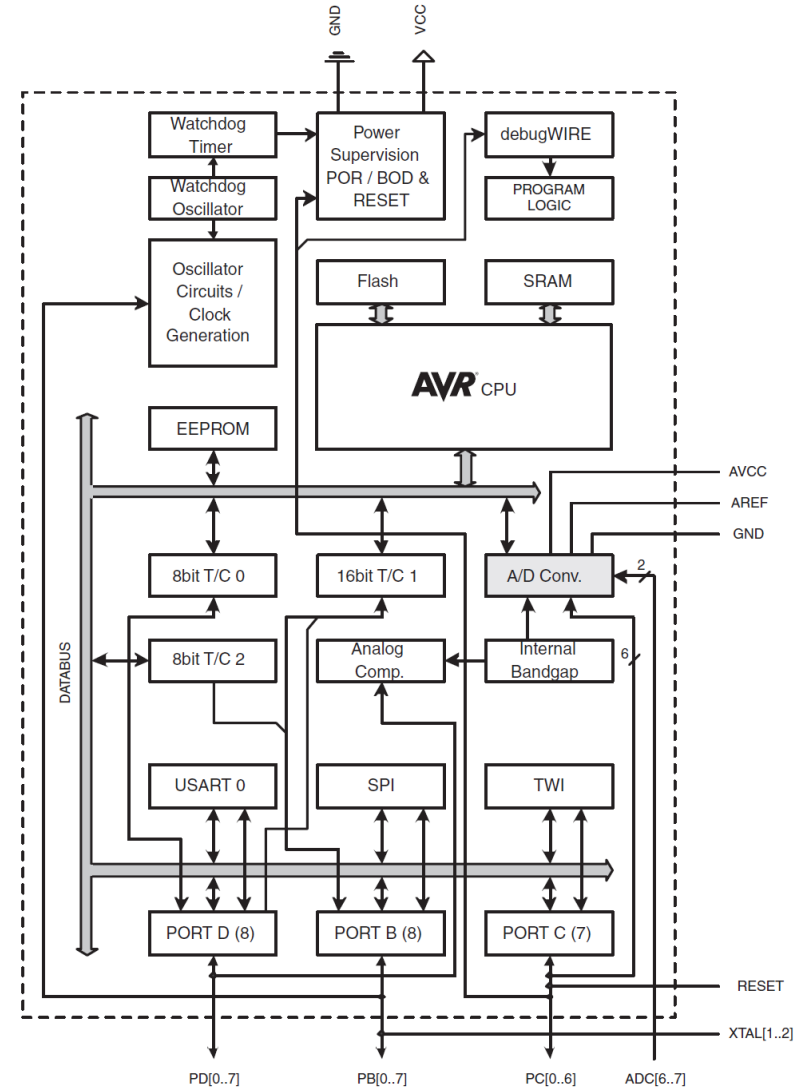 GND
VCC
Watchdog
Timer
Power
Supervision
POR / BOD &
RESET
debugWIRE
Watchdog
Oscillator
PROGRAM
LOGIC
Oscillator
Circuits /
Clock
Generation
Flash
SRAM
AVR® CPU
EEPROM
AVCC
AREF
GND
8bit T/C 0
16bit T/C 1
A/D Conv.
2
DATABUS
8bit T/C 2
Analog
Comp.
Internal
Bandgap
6
USART 0
SPI
TWI
PORT D (8)
PORT B (8)
PORT C (7)
RESET
XTAL[1..2]
PD[0..7]
PB[0..7]
PC[0..6]
ADC[6..7]